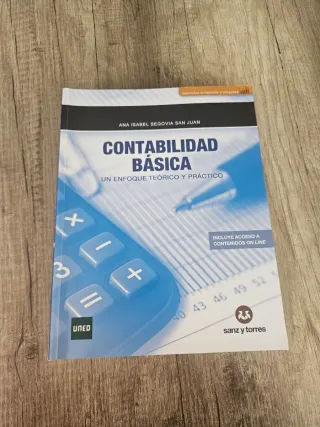 ANA ISABEL SEGOVIA SAN JUAN
CONTABILIDAD
BÁSICA
UN ENFOQUE TEÓRICO Y PRÁCTICO
INCLUYE ACCESO A
CONTENIDOS ON LINE
UNED
sanz y torres